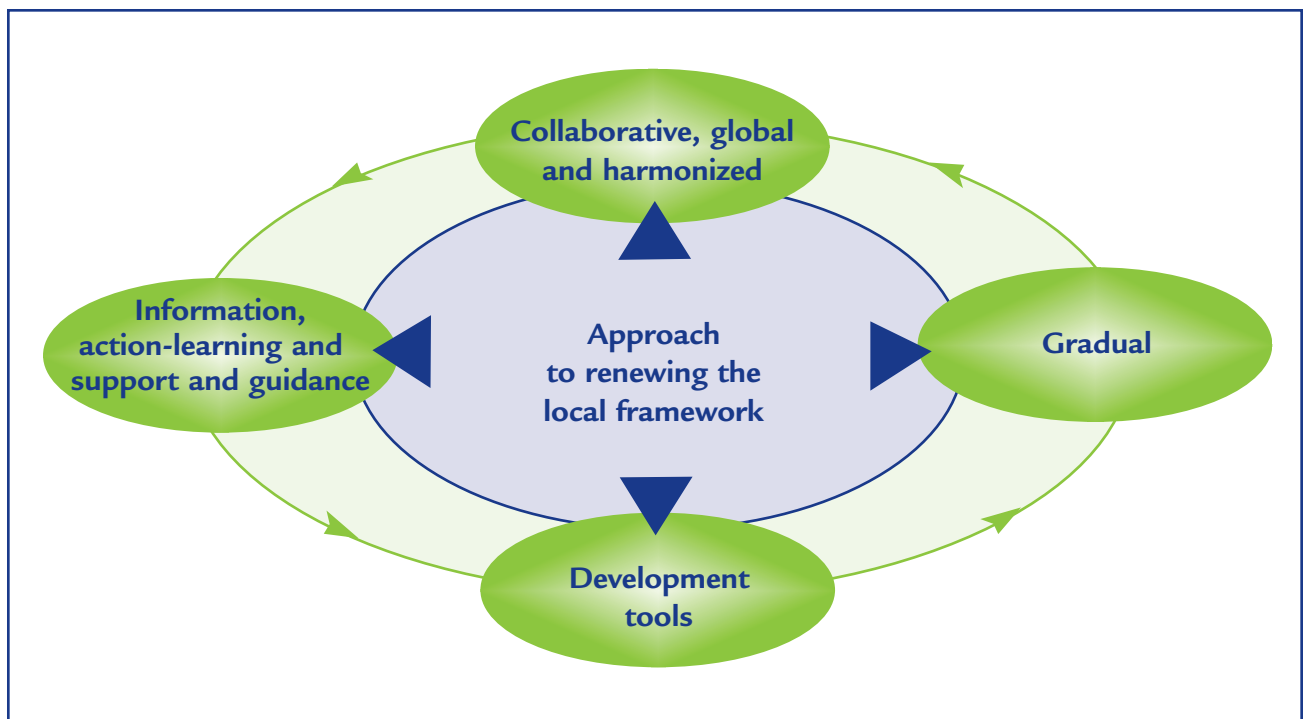 Collaborative, global
and harmonized
Information,
action-learning and
support and guidance
Approach
to renewing the
local framework
Gradual
Development
tools